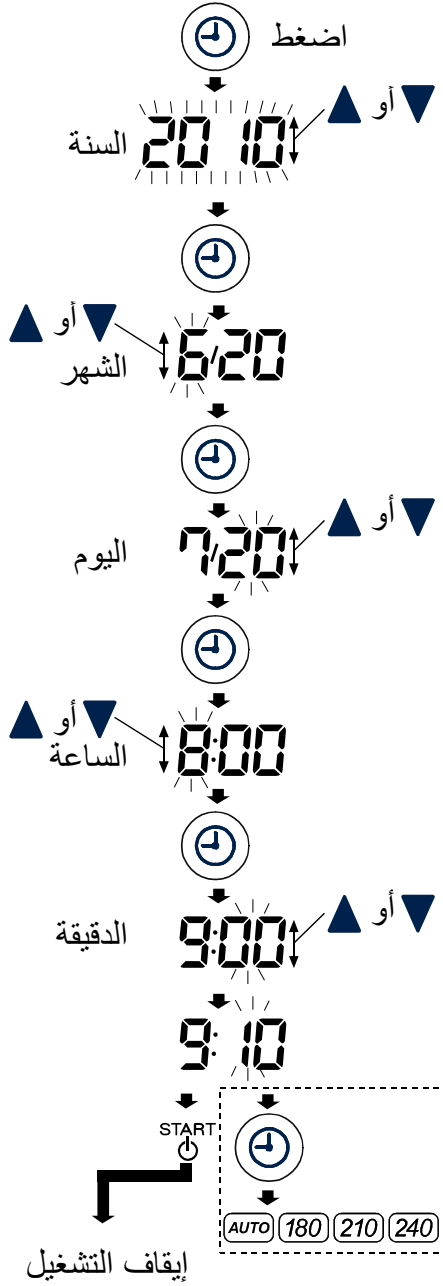 اضغط
▼ أو ▲
السنة
2010
▼ أو ▲
الشهر
6/20
▼ أو ▲
اليوم
7/20
▼ أو ▲
الساعة
8:00
▼ أو ▲
الدقيقة
9:00
9:10
START
AUTO 180 210 240
إيقاف التشغيل